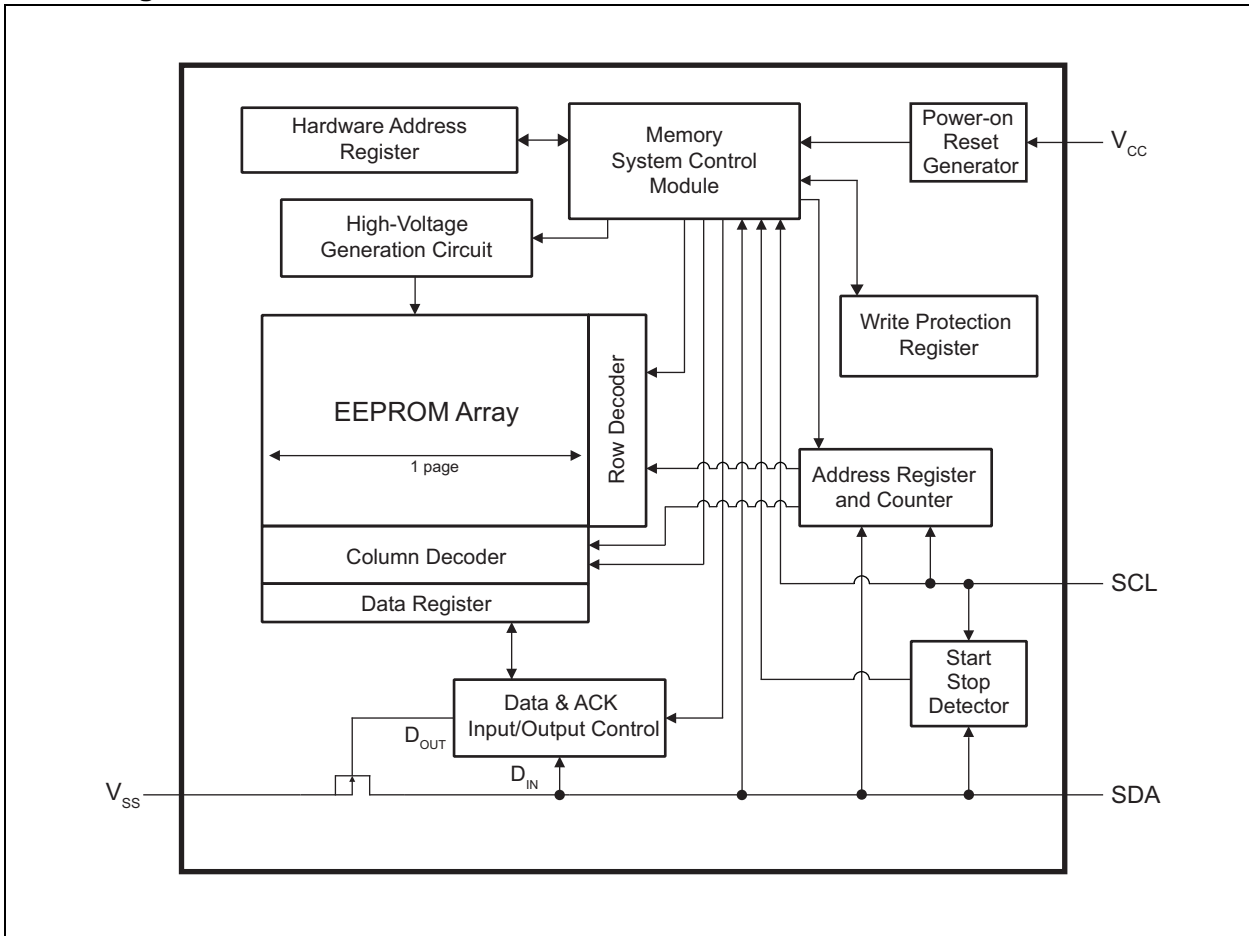 Hardware Address
Register
Memory
System Control
Module
Power-on
Reset
Generator
VCC
High-Voltage
Generation Circuit
Write Protection
Register
EEPROM Array
1 page
Row Decoder
Address Register
and Counter
Column Decoder
Data Register
SCL
Start
Stop
Detector
Data & ACK
Input/Output Control
DOUT
DIN
VSS
SDA